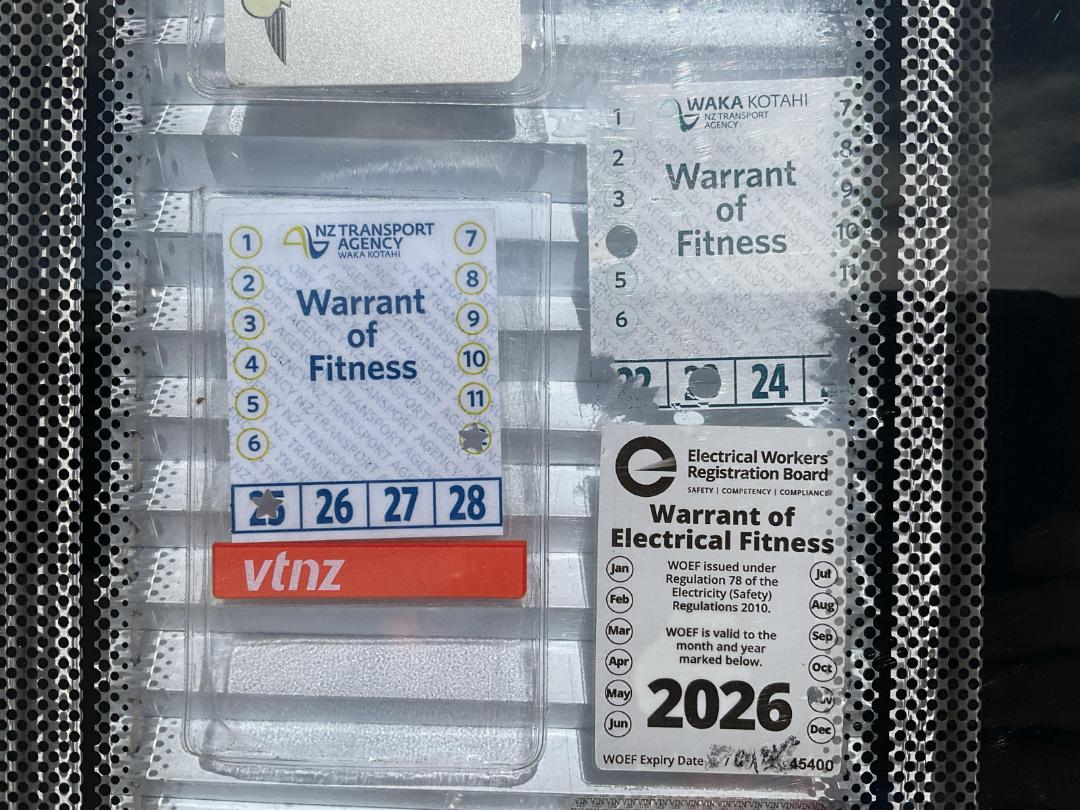 1
2
3
4
5
6
NZ TRANSPORT
AGENCY
WAKA KOTAHI
Warrant
of
Fitness
7
8
9
10
11
26 27 28
vtnz
1
2
3
5
6
WAKA KOTAHI
NZ TRANSPORT
AGENCY
Warrant
of
Fitness
7
8
9
10
11
22 24
Electrical Workers
Registration Board
SAFETY | COMPETENCY | COMPLIANCE
Warrant of
Electrical Fitness
Jan
Feb
Mar
Apr
May
Jun
WOEF issued under
Regulation 78 of the
Electricity (Safety)
Regulations 2010.
WOEF is valid to the
month and year
marked below.
2026
Jul
Aug
Sep
Oct
Dec
WOEF Expiry Date
45400